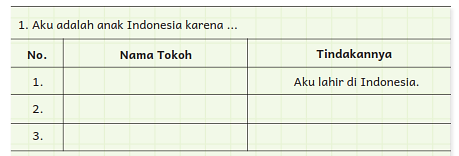 1. Aku adalah anak Indonesia karena ...
No. Nama Tokoh Tindakannya
1. Aku lahir di Indonesia.
2.
3.